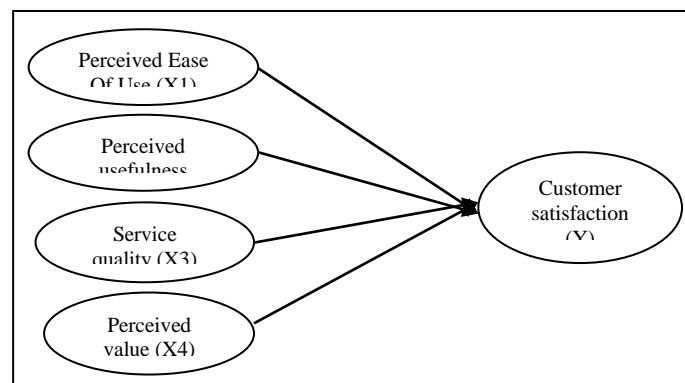 Perceived Ease
Of Use (X1)
Perceived
usefulness
Service
quality (X3)
Perceived
value (X4)
Customer
satisfaction
(Y)